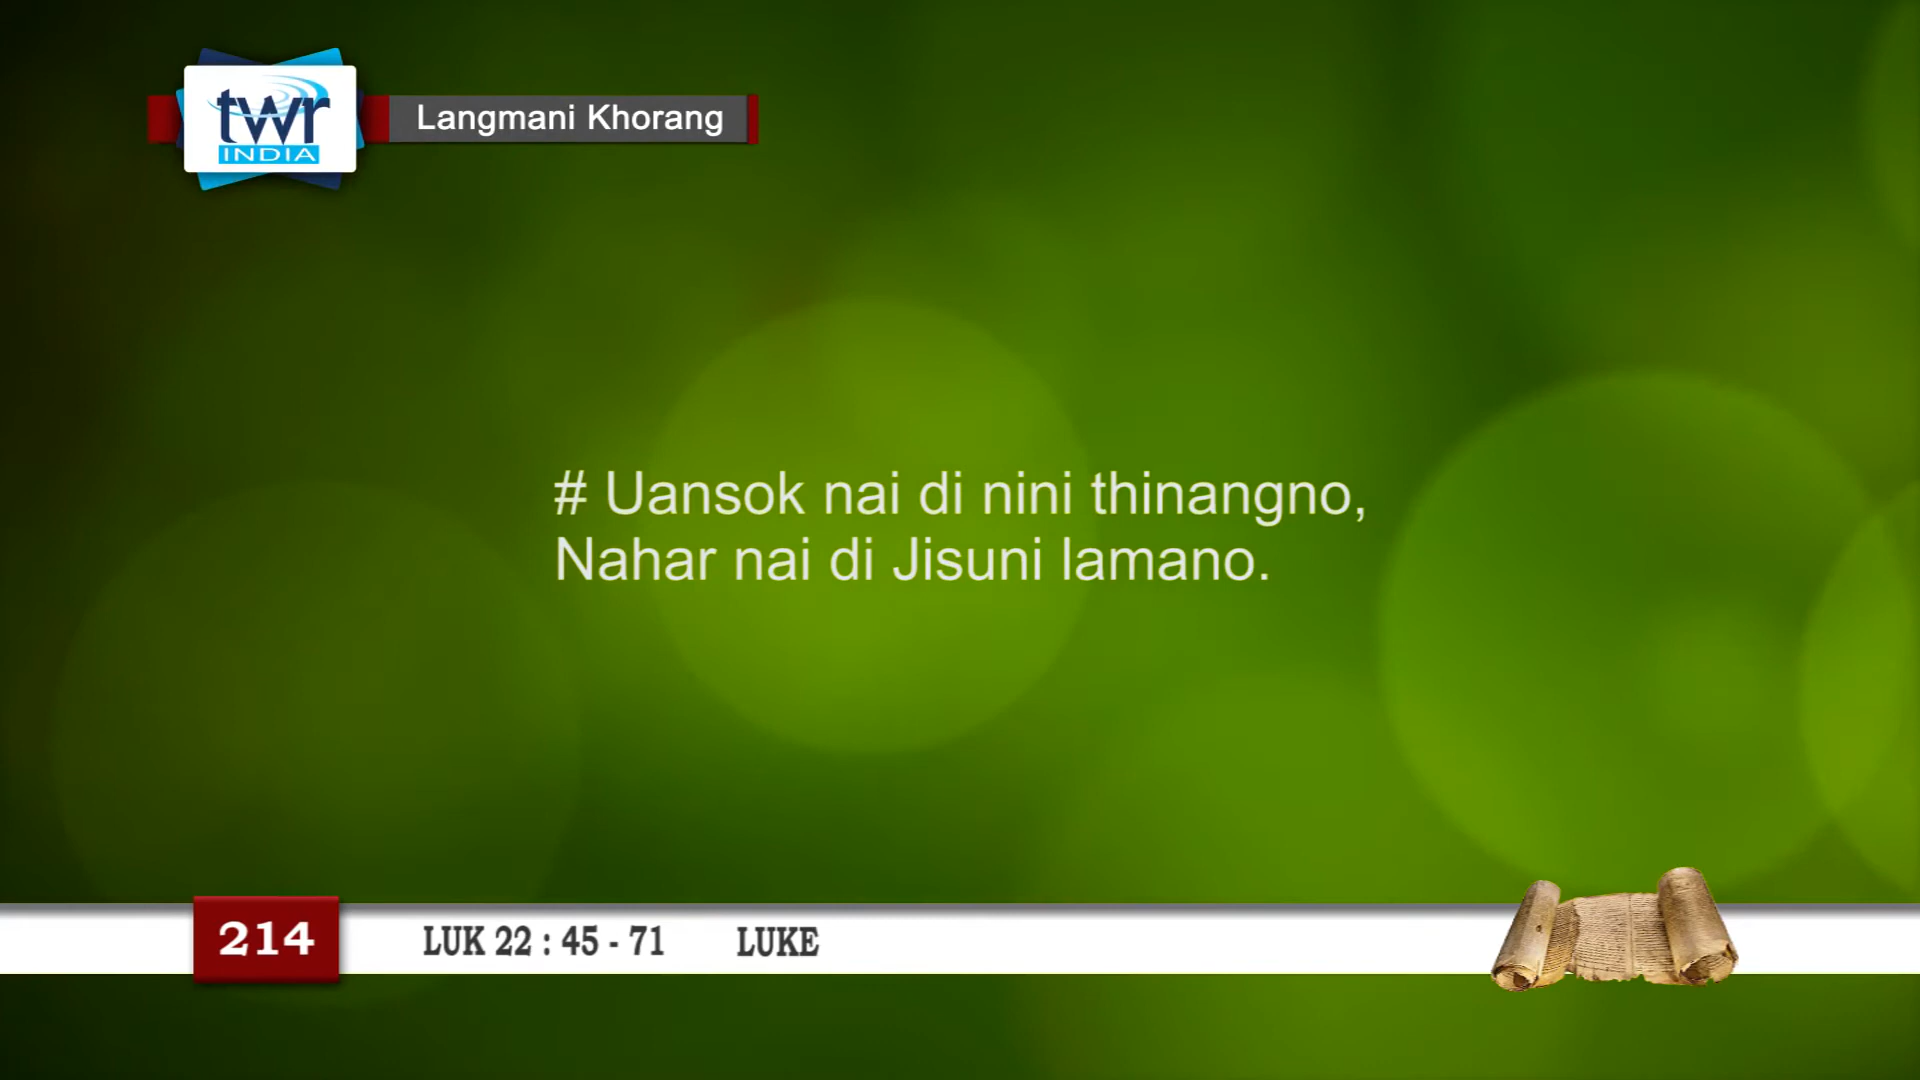 twr
INDIA
Langmani Khorang
# Uansok nai di nini thinangno,
Nahar nai di Jisuni lamano.
214
LUK 22 : 45 - 71
LUKE